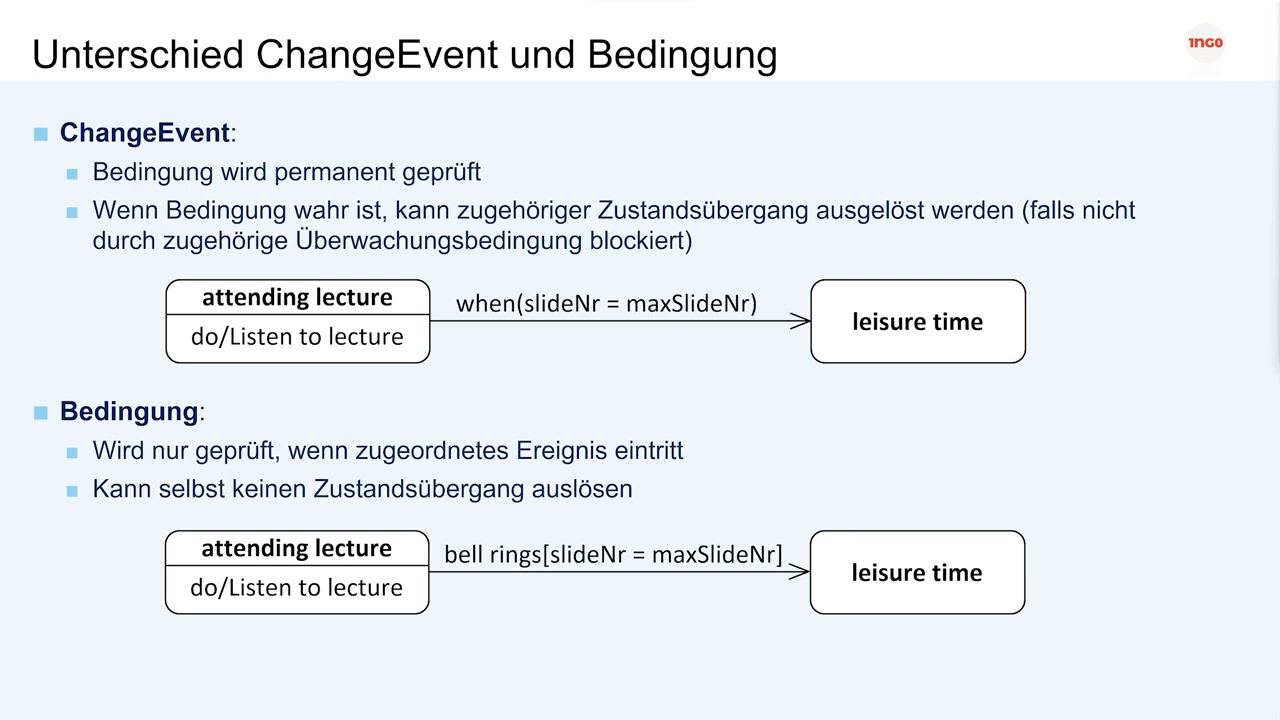 Unterschied ChangeEvent und Bedingung
1NGO
ChangeEvent:
Bedingung wird permanent geprüft
Wenn Bedingung wahr ist, kann zugehöriger Zustandsübergang ausgelöst werden (falls nicht
durch zugehörige Überwachungsbedingung blockiert)
attending lecture
do/Listen to lecture
when(slideNr = maxSlideNr)
leisure time
Bedingung:
Wird nur geprüft, wenn zugeordnetes Ereignis eintritt
Kann selbst keinen Zustandsübergang auslösen
attending lecture
do/Listen to lecture
bell rings[slideNr = maxSlideNr]
leisure time